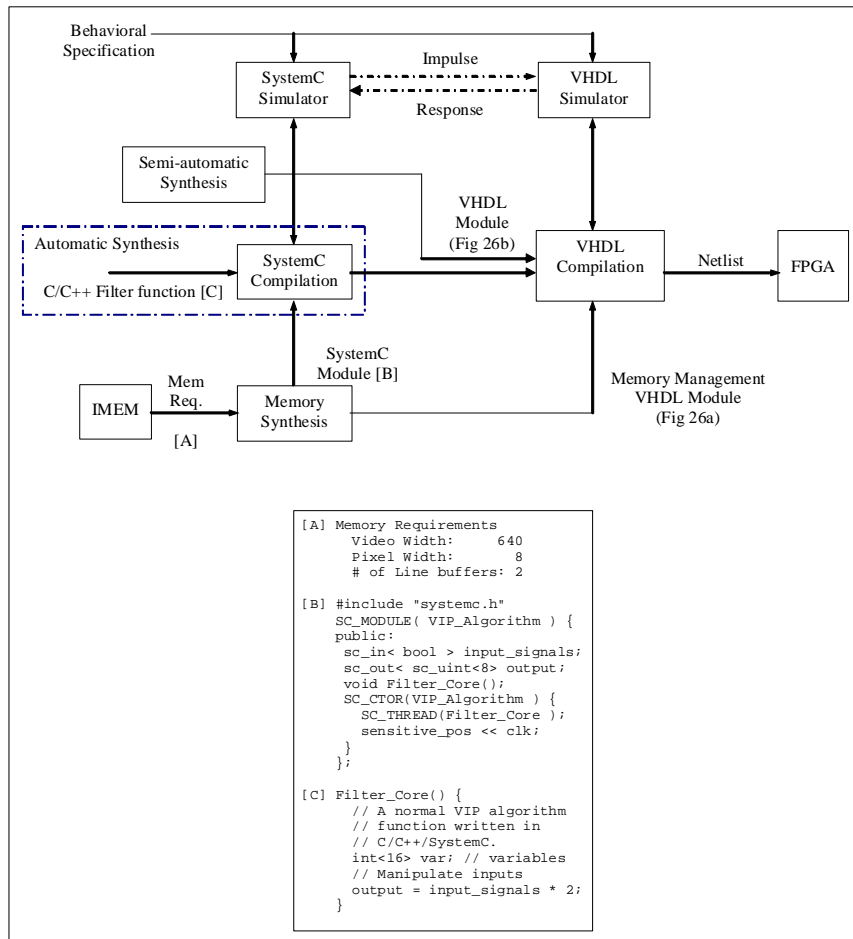 Behavioral
Specification
SystemC
Simulator
Impulse
Response
VHDL
Simulator
Semi-automatic
Synthesis
VHDL
Module
(Fig 26b)
Automatic Synthesis
C/C++ Filter function [C]
SystemC
Compilation
VHDL
Compilation
Netlist
FPGA
SystemC
Module [B]
Mem
Req.
[A]
IMEM
Memory
Synthesis
Memory Management
VHDL Module
(Fig 26a)
[A] Memory Requirements
Video Width: 640
Pixel Width: 8
# of Line buffers: 2
[B] #include "systemc.h"
SC_MODULE( VIP_Algorithm ) {
public:
sc_in< bool > input_signals;
sc_out< sc_uint<8> output;
void Filter_Core();
SC_CTOR(VIP_Algorithm ) {
SC_THREAD(Filter_Core );
sensitive_pos << clk;
}
};
[C] Filter_Core() {
// A normal VIP algorithm
// function written in
// C/C++/SystemC.
int<16> var; // variables
// Manipulate inputs
output = input_signals * 2;
}